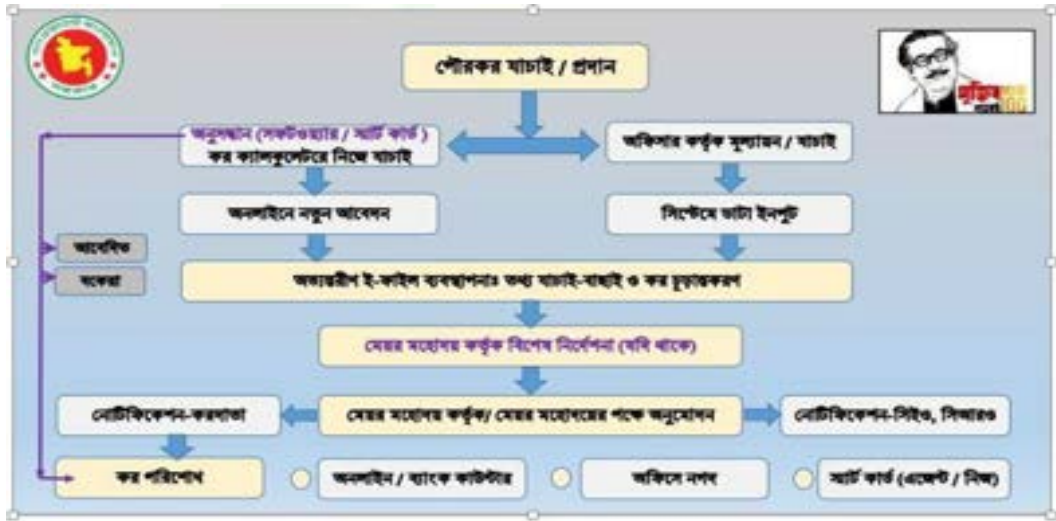 পৌরকর যাচাই / প্রদান
অনুসন্ধান (সফটওয়্যার / স্মার্ট কার্ড )
কর ক্যালকুলেটরে নিজে যাচাই
অফিসার কর্তৃক মূল্যায়ন / যাচাই
অনলাইনে নতুন আবেদন
সিস্টেমে ডাটা ইনপুট
আবেদিত
বকেয়া
অভ্যন্তরীণ ই-ফাইল ব্যবস্থাপনাঃ তথ্য যাচাই-বাছাই ও কর চূড়ান্তকরণ
মেয়র মহোদয় কর্তৃক বিশেষ নির্দেশনা (যদি থাকে)
নোটিফিকেশন-করদাতা
মেয়র মহোদয় কর্তৃক/ মেয়র মহোদয়ের পক্ষে অনুমোদন
নোটিফিকেশন-সিইও, সিআরও
কর পরিশোধ
অনলাইন / ব্যাংক কাউন্টার
অফিসে নগদ
স্মার্ট কার্ড (এজেন্ট / নিজ)